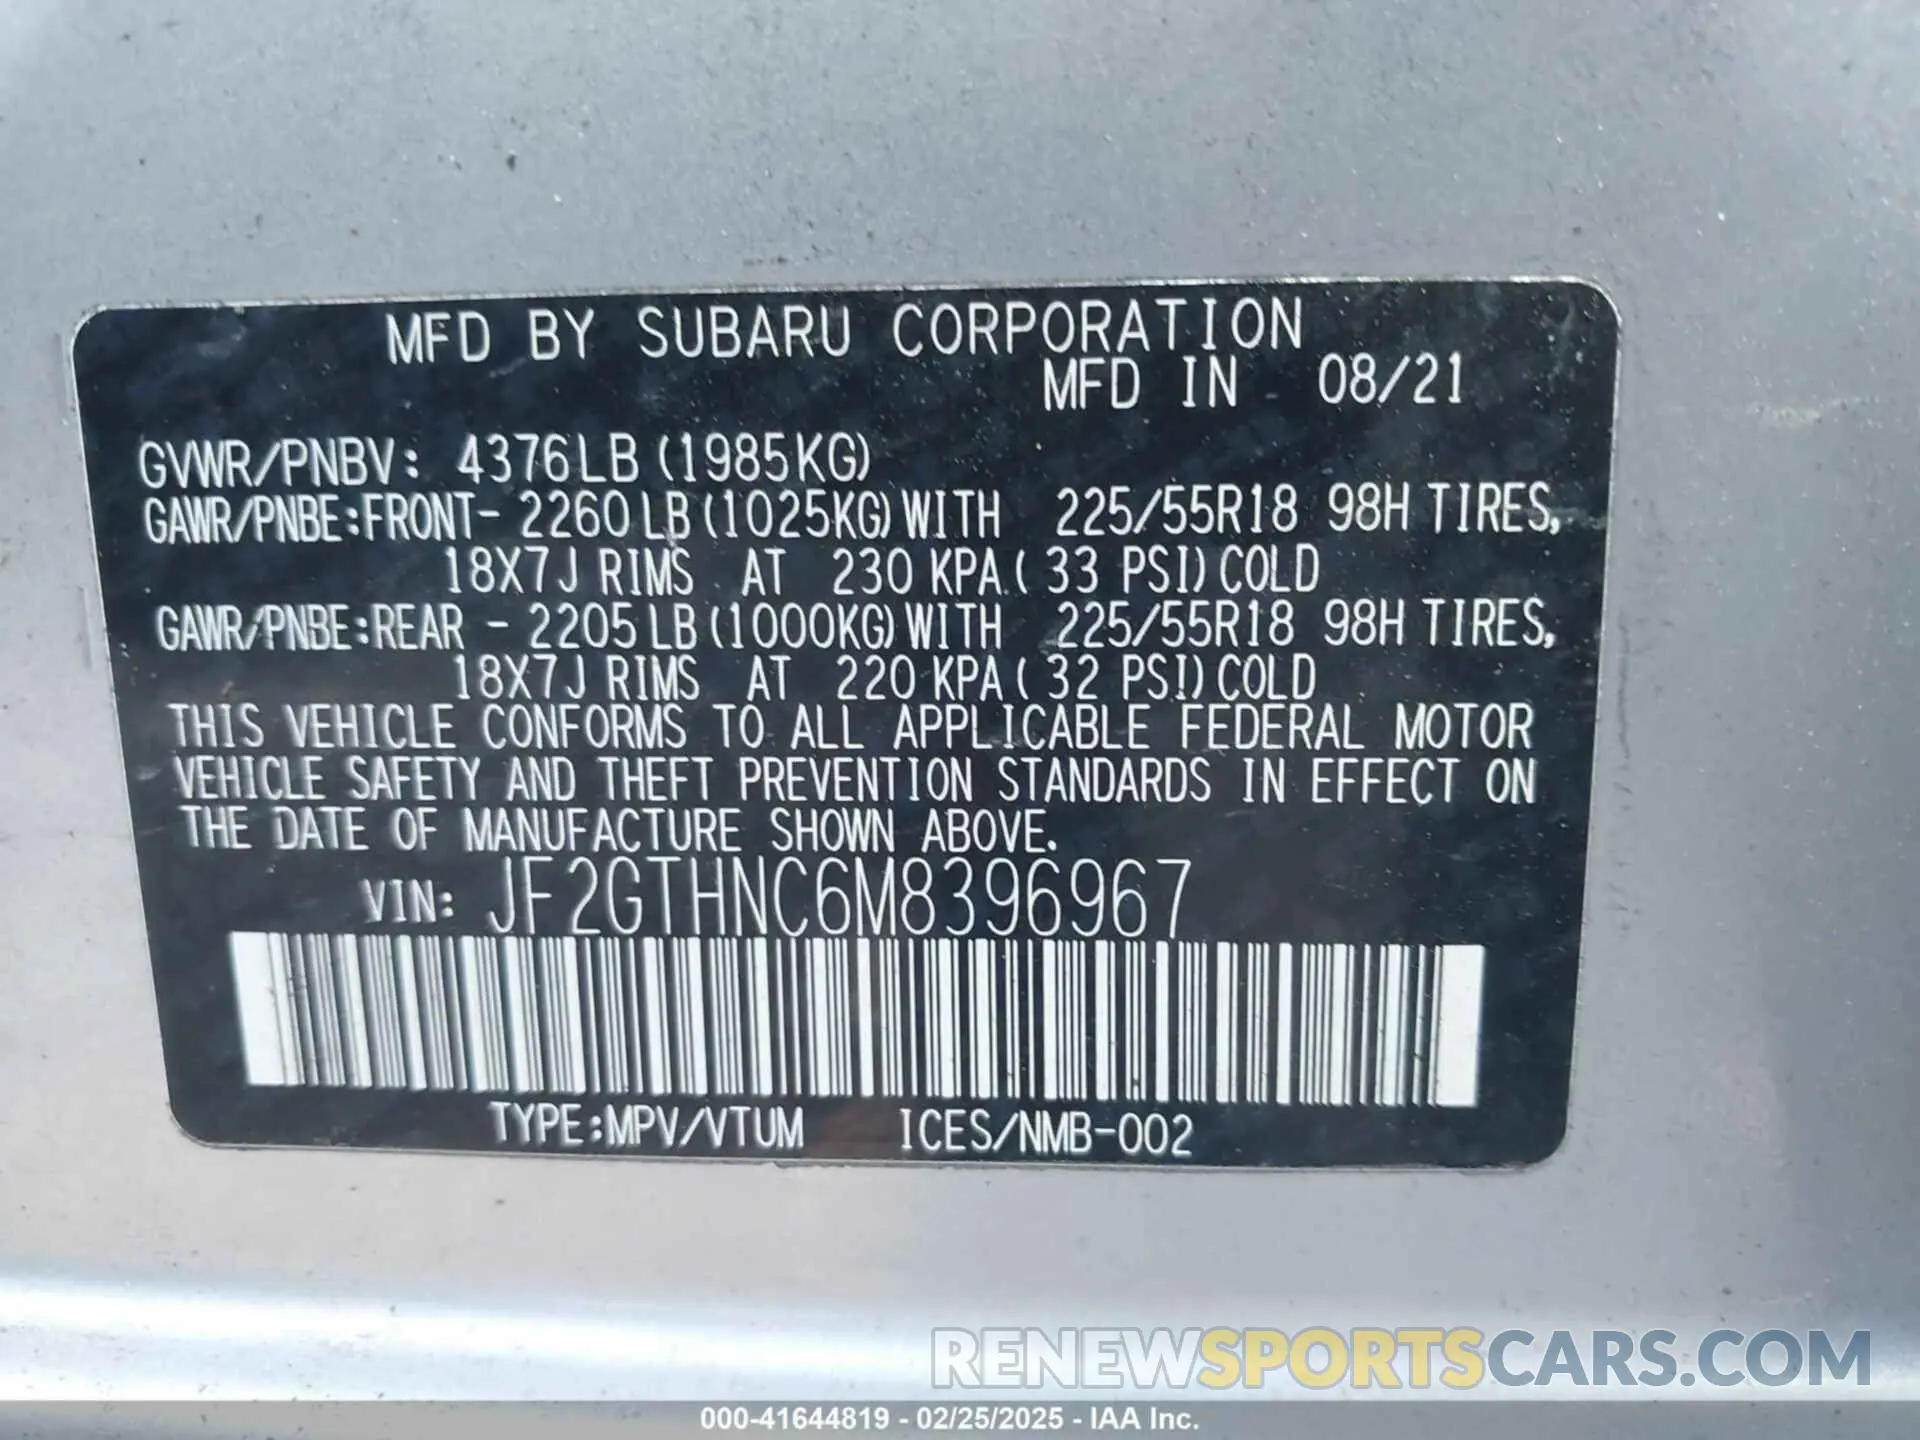 MFD BY SUBARU CORPORATION
MFD IN 08/21
GVWR/PNBV: 4376LB (1985KG)
GAWR/PNBE:FRONT- 2260LB(1025KG)WITH 225/55R18 98H TIRES,
18X7J RIMS AT 230 KPA( 33 PSI)COLD
GAWR/PNBE:REAR - 2205LB(1000KG)WITH 225/55R18 98H TIRES,
18X7J RIMS AT 220 KPA( 32 PSI)COLD
THIS VEHICLE CONFORMS TO ALL APPLICABLE FEDERAL MOTOR
VEHICLE SAFETY AND THEFT PREVENTION STANDARDS IN EFFECT ON
THE DATE OF MANUFACTURE SHOWN ABOVE.
VIN: JF2GTHNC6M8396967
TYPE:MPV/VTUM ICES/NMB-002
RENEWSPORTSCARS.COM
000-41644819 - 02/25/2025 - IAA Inc.